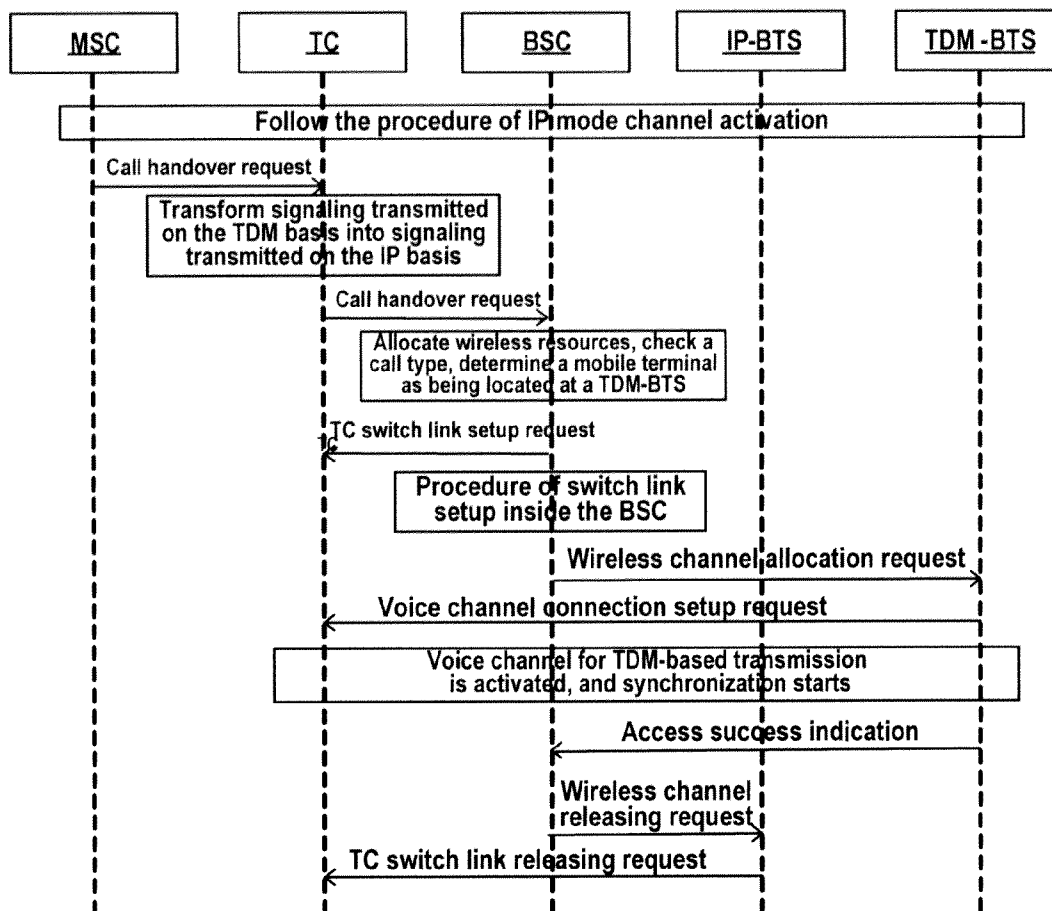 MSC
TC
BSC
IP-BTS
TDM-BTS
Follow the procedure of IP mode channel activation
Call handover request
Transform signaling transmitted
on the TDM basis into signaling
transmitted on the IP basis
Call handover request
Allocate wireless resources, check a
call type, determine a mobile terminal
as being located at a TDM-BTS
TC switch link setup request
Procedure of switch link
setup inside the BSC
Wireless channel allocation request
Voice channel connection setup request
Voice channel for TDM-based transmission
is activated, and synchronization starts
Access success indication
Wireless channel
releasing request
TC switch link releasing request